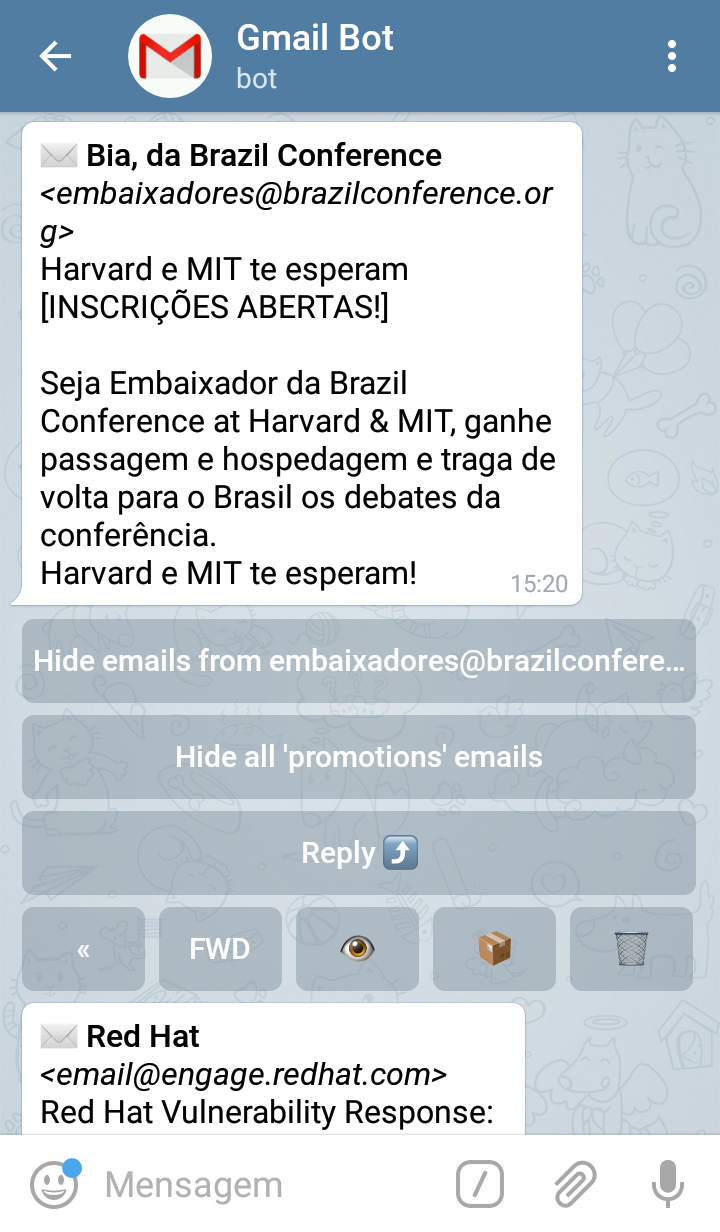 Gmail Bot
bot
Bia, da Brazil Conference
<embaixadores@brazilconference.or
g>
Harvard e MIT te esperam
[INSCRIÇÕES ABERTAS!]
Seja Embaixador da Brazil
Conference at Harvard & MIT, ganhe
passagem e hospedagem e traga de
volta para o Brasil os debates da
conferência.
Harvard e MIT te esperam!
15:20
Hide emails from embaixadores@brazilconfere...
Hide all 'promotions' emails
Reply
« FWD
Red Hat
<email@engage.redhat.com>
Red Hat Vulnerability Response:
Mensagem